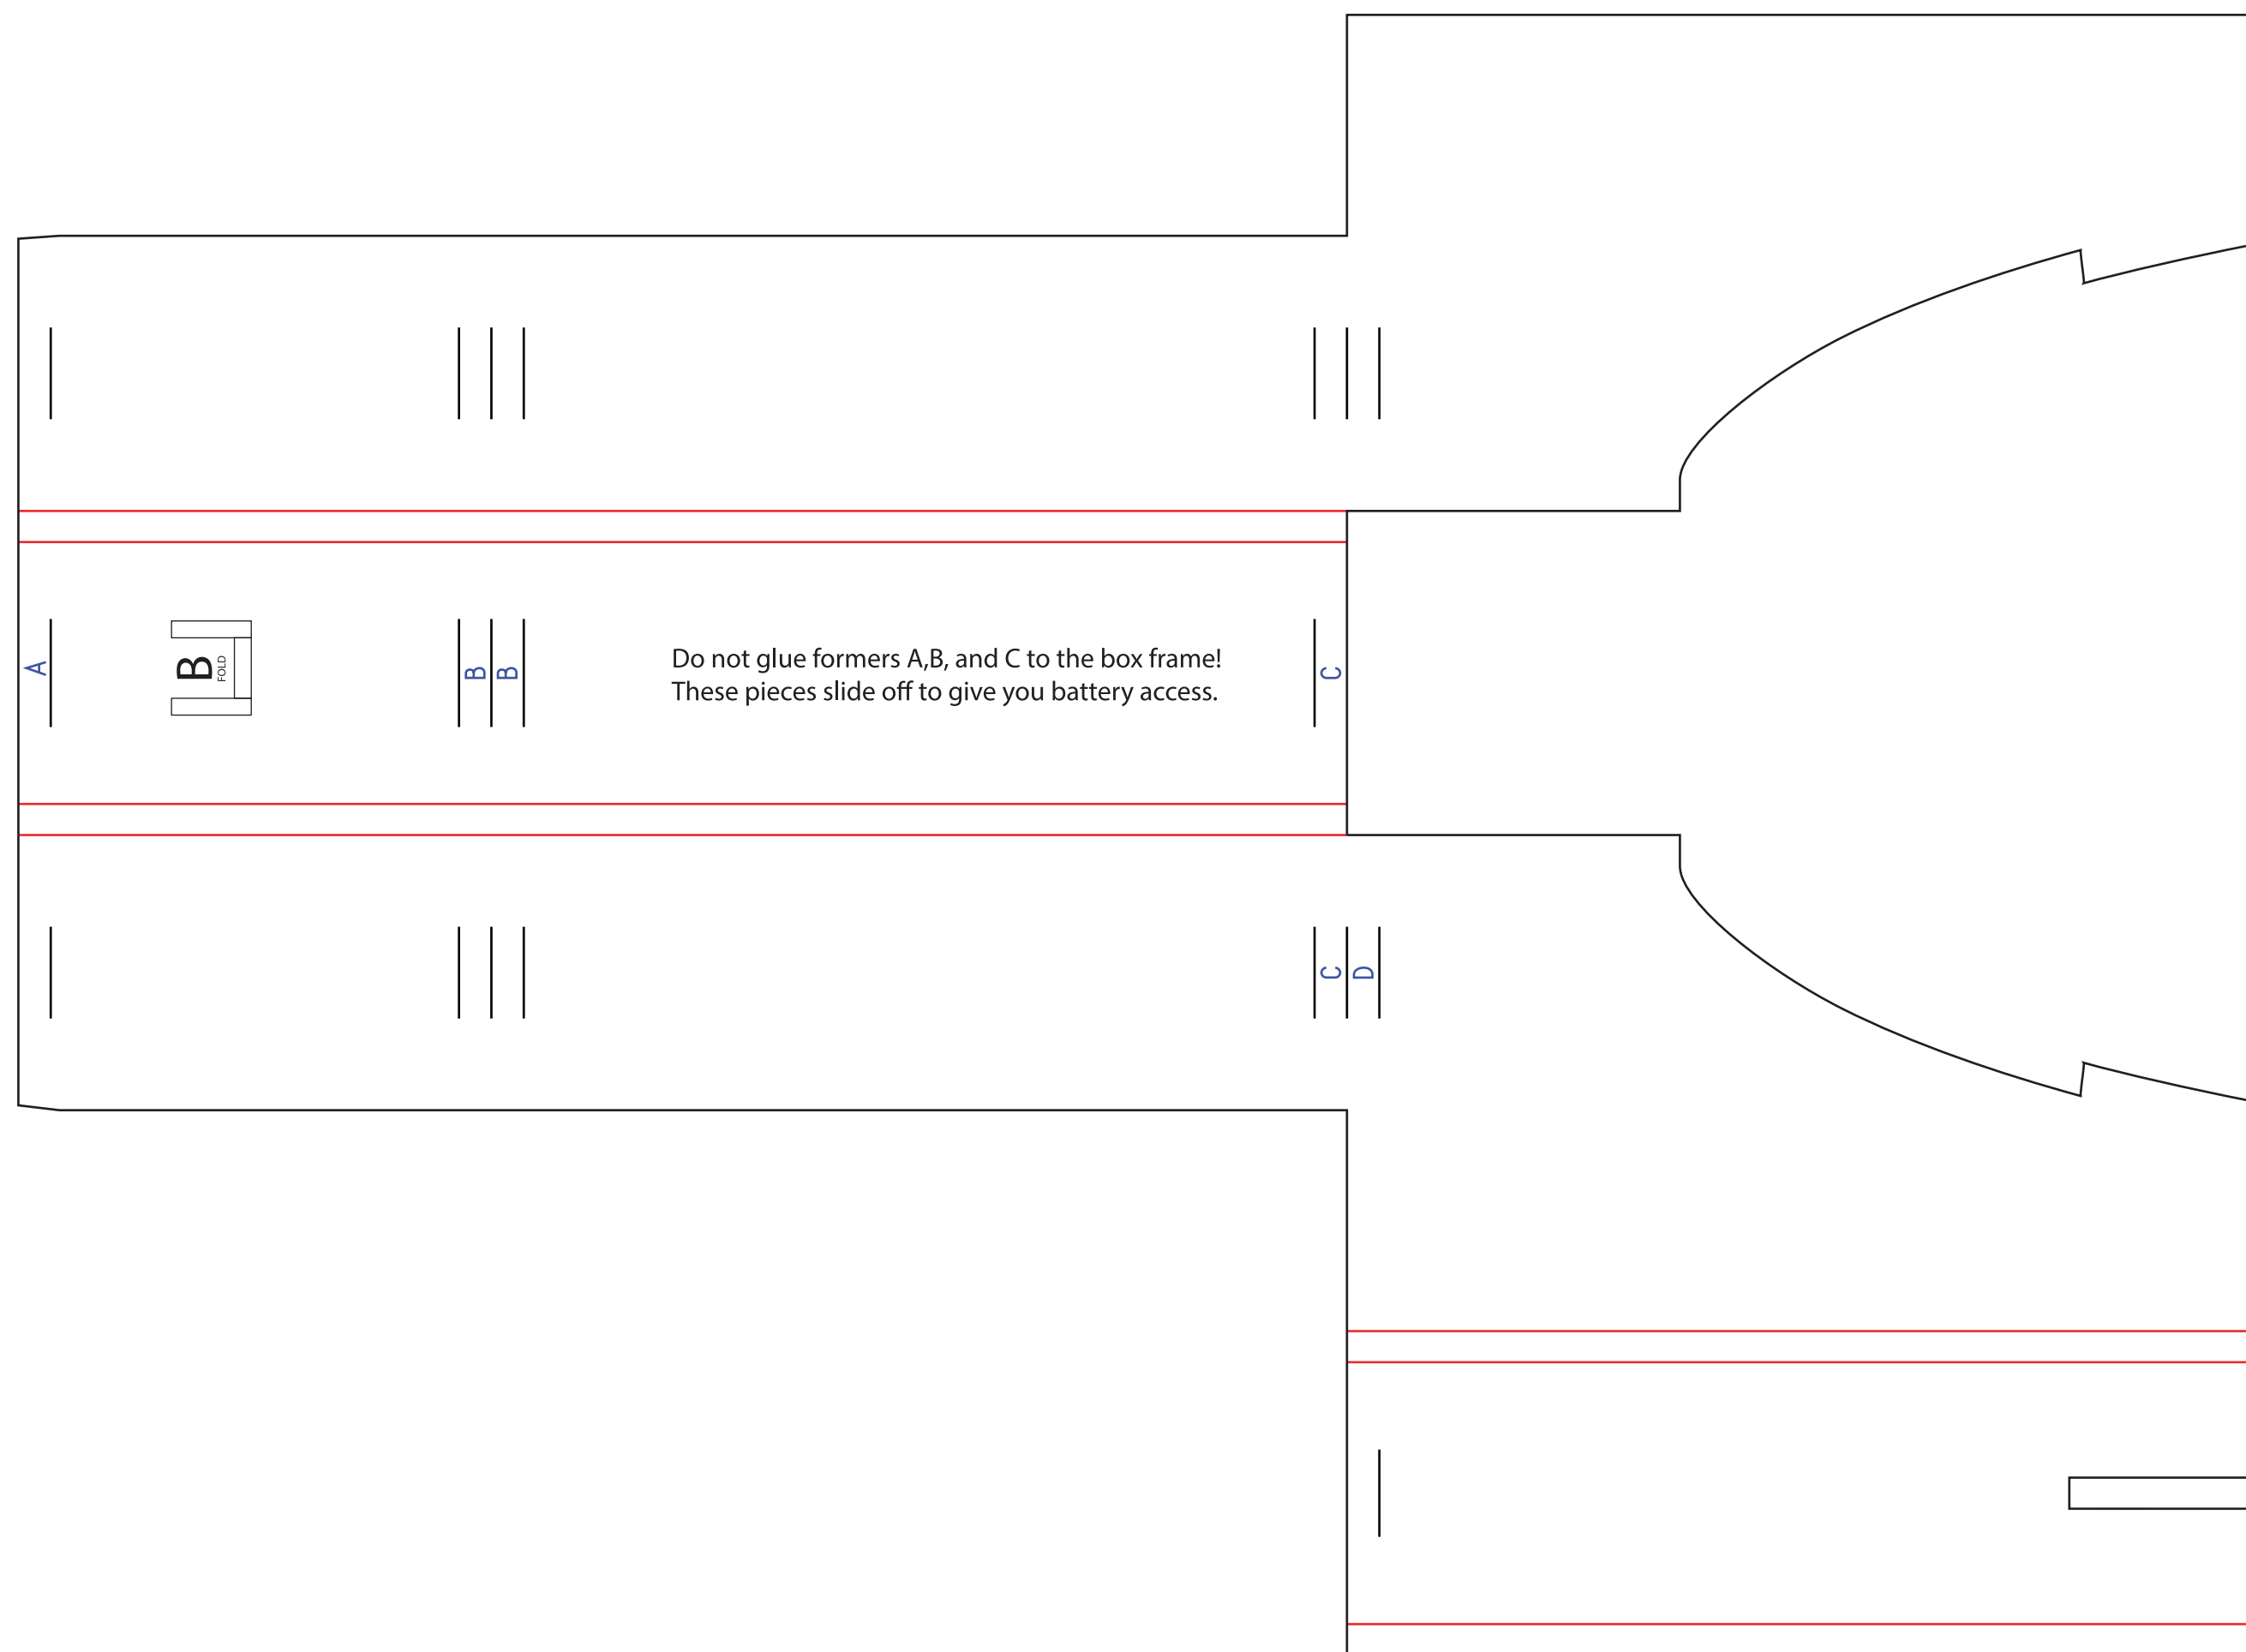 A
B
FOLD
B
B
Do not glue formers A,B, and C to the box frame!
These pieces slide off to give you battery access.
C
C
D